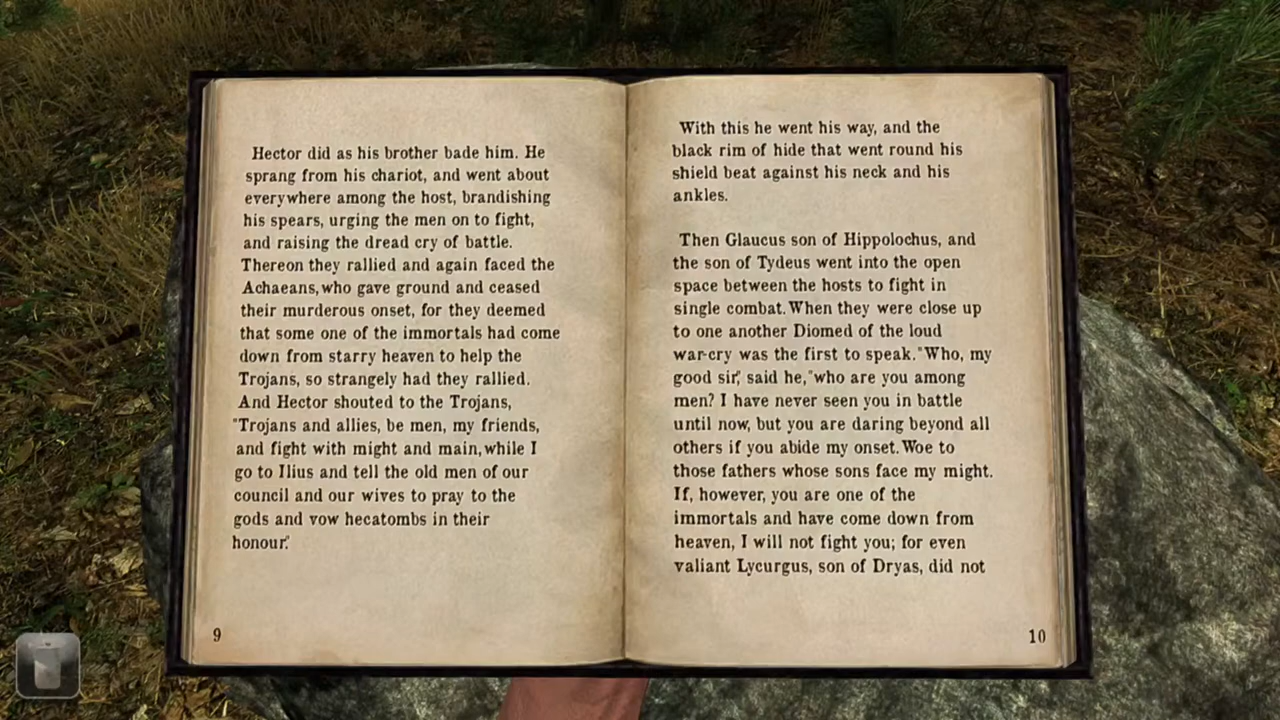 Hector did as his brother bade him. He
sprang from his chariot, and went about
everywhere among the host, brandishing
his spears, urging the men on to fight,
and raising the dread cry of battle.
Thereon they rallied and again faced the
Achaeans, who gave ground and ceased
their murderous onset, for they deemed
that some one of the immortals had come
down from starry heaven to help the
Trojans, so strangely had they rallied.
And Hector shouted to the Trojans,
"Trojans and allies, be men, my friends,
and fight with might and main, while I
go to Ilius and tell the old men of our
council and our wives to pray to the
gods and vow hecatombs in their
honour."
9
With this he went his way, and the
black rim of hide that went round his
shield beat against his neck and his
ankles.
Then Glaucus son of Hippolochus, and
the son of Tydeus went into the open
space between the hosts to fight in
single combat. When they were close up
to one another Diomed of the loud
war-cry was the first to speak. "Who, my
good sir," said he, "who are you among
men? I have never seen you in battle
until now, but you are daring beyond all
others if you abide my onset. Woe to
those fathers whose sons face my might.
If, however, you are one of the
immortals and have come down from
heaven, I will not fight you; for even
valiant Lycurgus, son of Dryas, did not
10